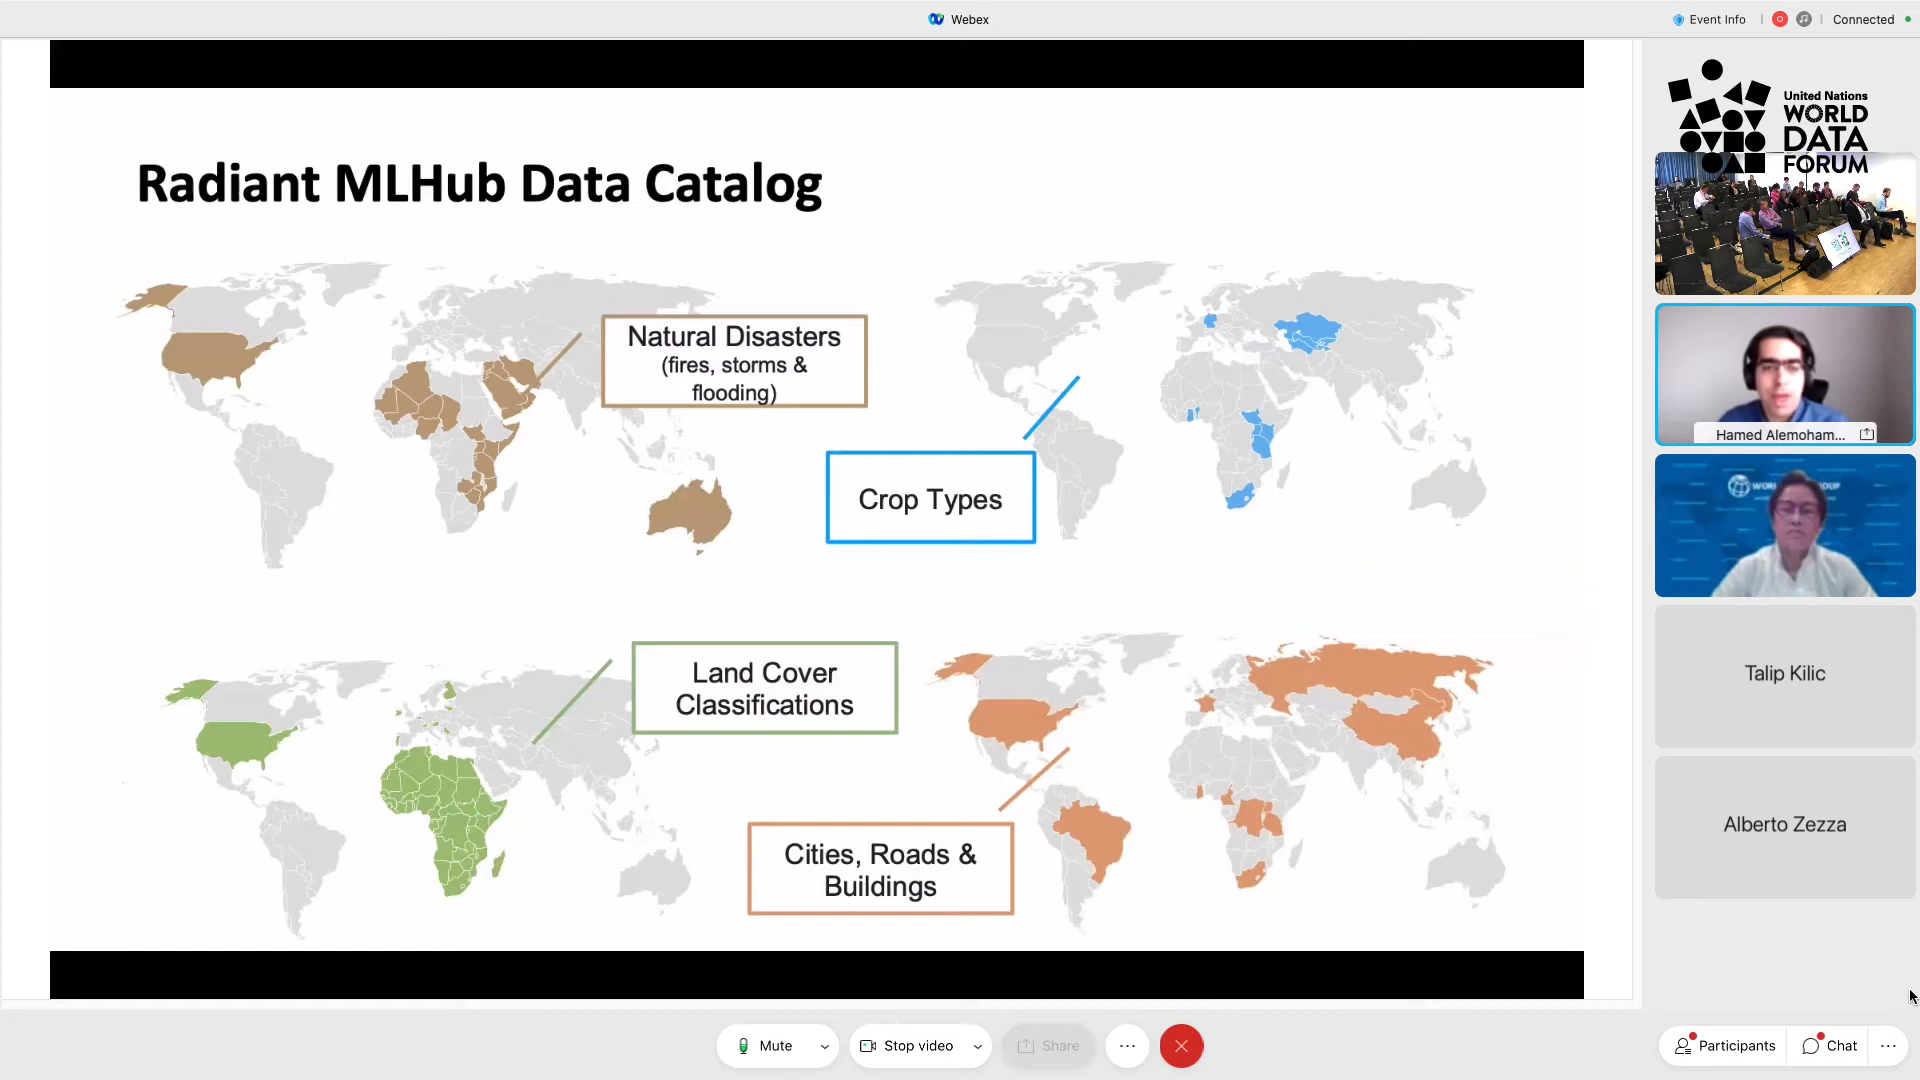 Webex
Event Info
Connected
United Nations
WORLD
DATA
FORUM
Radiant MLHub Data Catalog
Natural Disasters
(fires, storms &
flooding)
Crop Types
Land Cover
Classifications
Cities, Roads &
Buildings
Hamed Alemoham...
Talip Kilic
Alberto Zezza
Mute
Stop video
Share
Participants
Chat